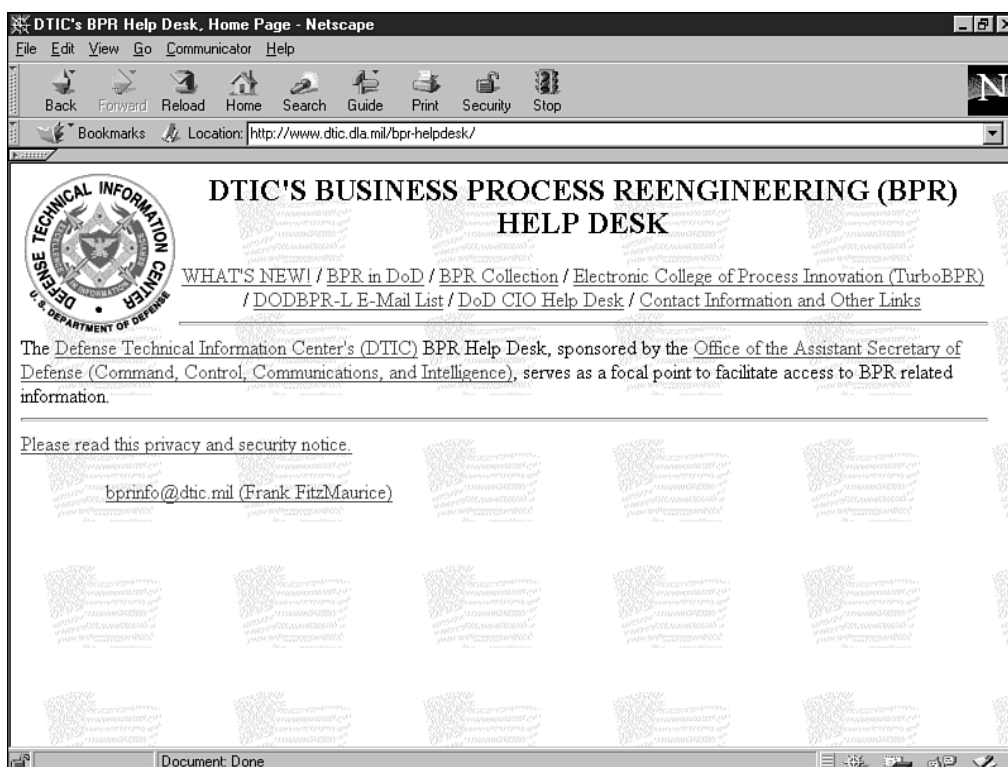 DTIC's BPR Help Desk, Home Page - Netscape
File Edit View Go Communicator Help
Back Forward Reload Home Search Guide Print Security Stop
N
Bookmarks Location: http://www.dtic.dla.mil/bpr-helpdesk/
DEFENSE TECHNICAL INFORMATION CENTER
U.S. DEPARTMENT OF DEFENSE
DTIC'S BUSINESS PROCESS REENGINEERING (BPR)
HELP DESK
WHAT'S NEW! / BPR in DoD / BPR Collection / Electronic College of Process Innovation (TurboBPR)
/ DODBPR-L E-Mail List / DoD CIO Help Desk / Contact Information and Other Links
The Defense Technical Information Center's (DTIC) BPR Help Desk, sponsored by the Office of the Assistant Secretary of
Defense (Command, Control, Communications, and Intelligence), serves as a focal point to facilitate access to BPR related
information.
Please read this privacy and security notice.
bprinfo@dtic.mil (Frank FitzMaurice)
Document: Done